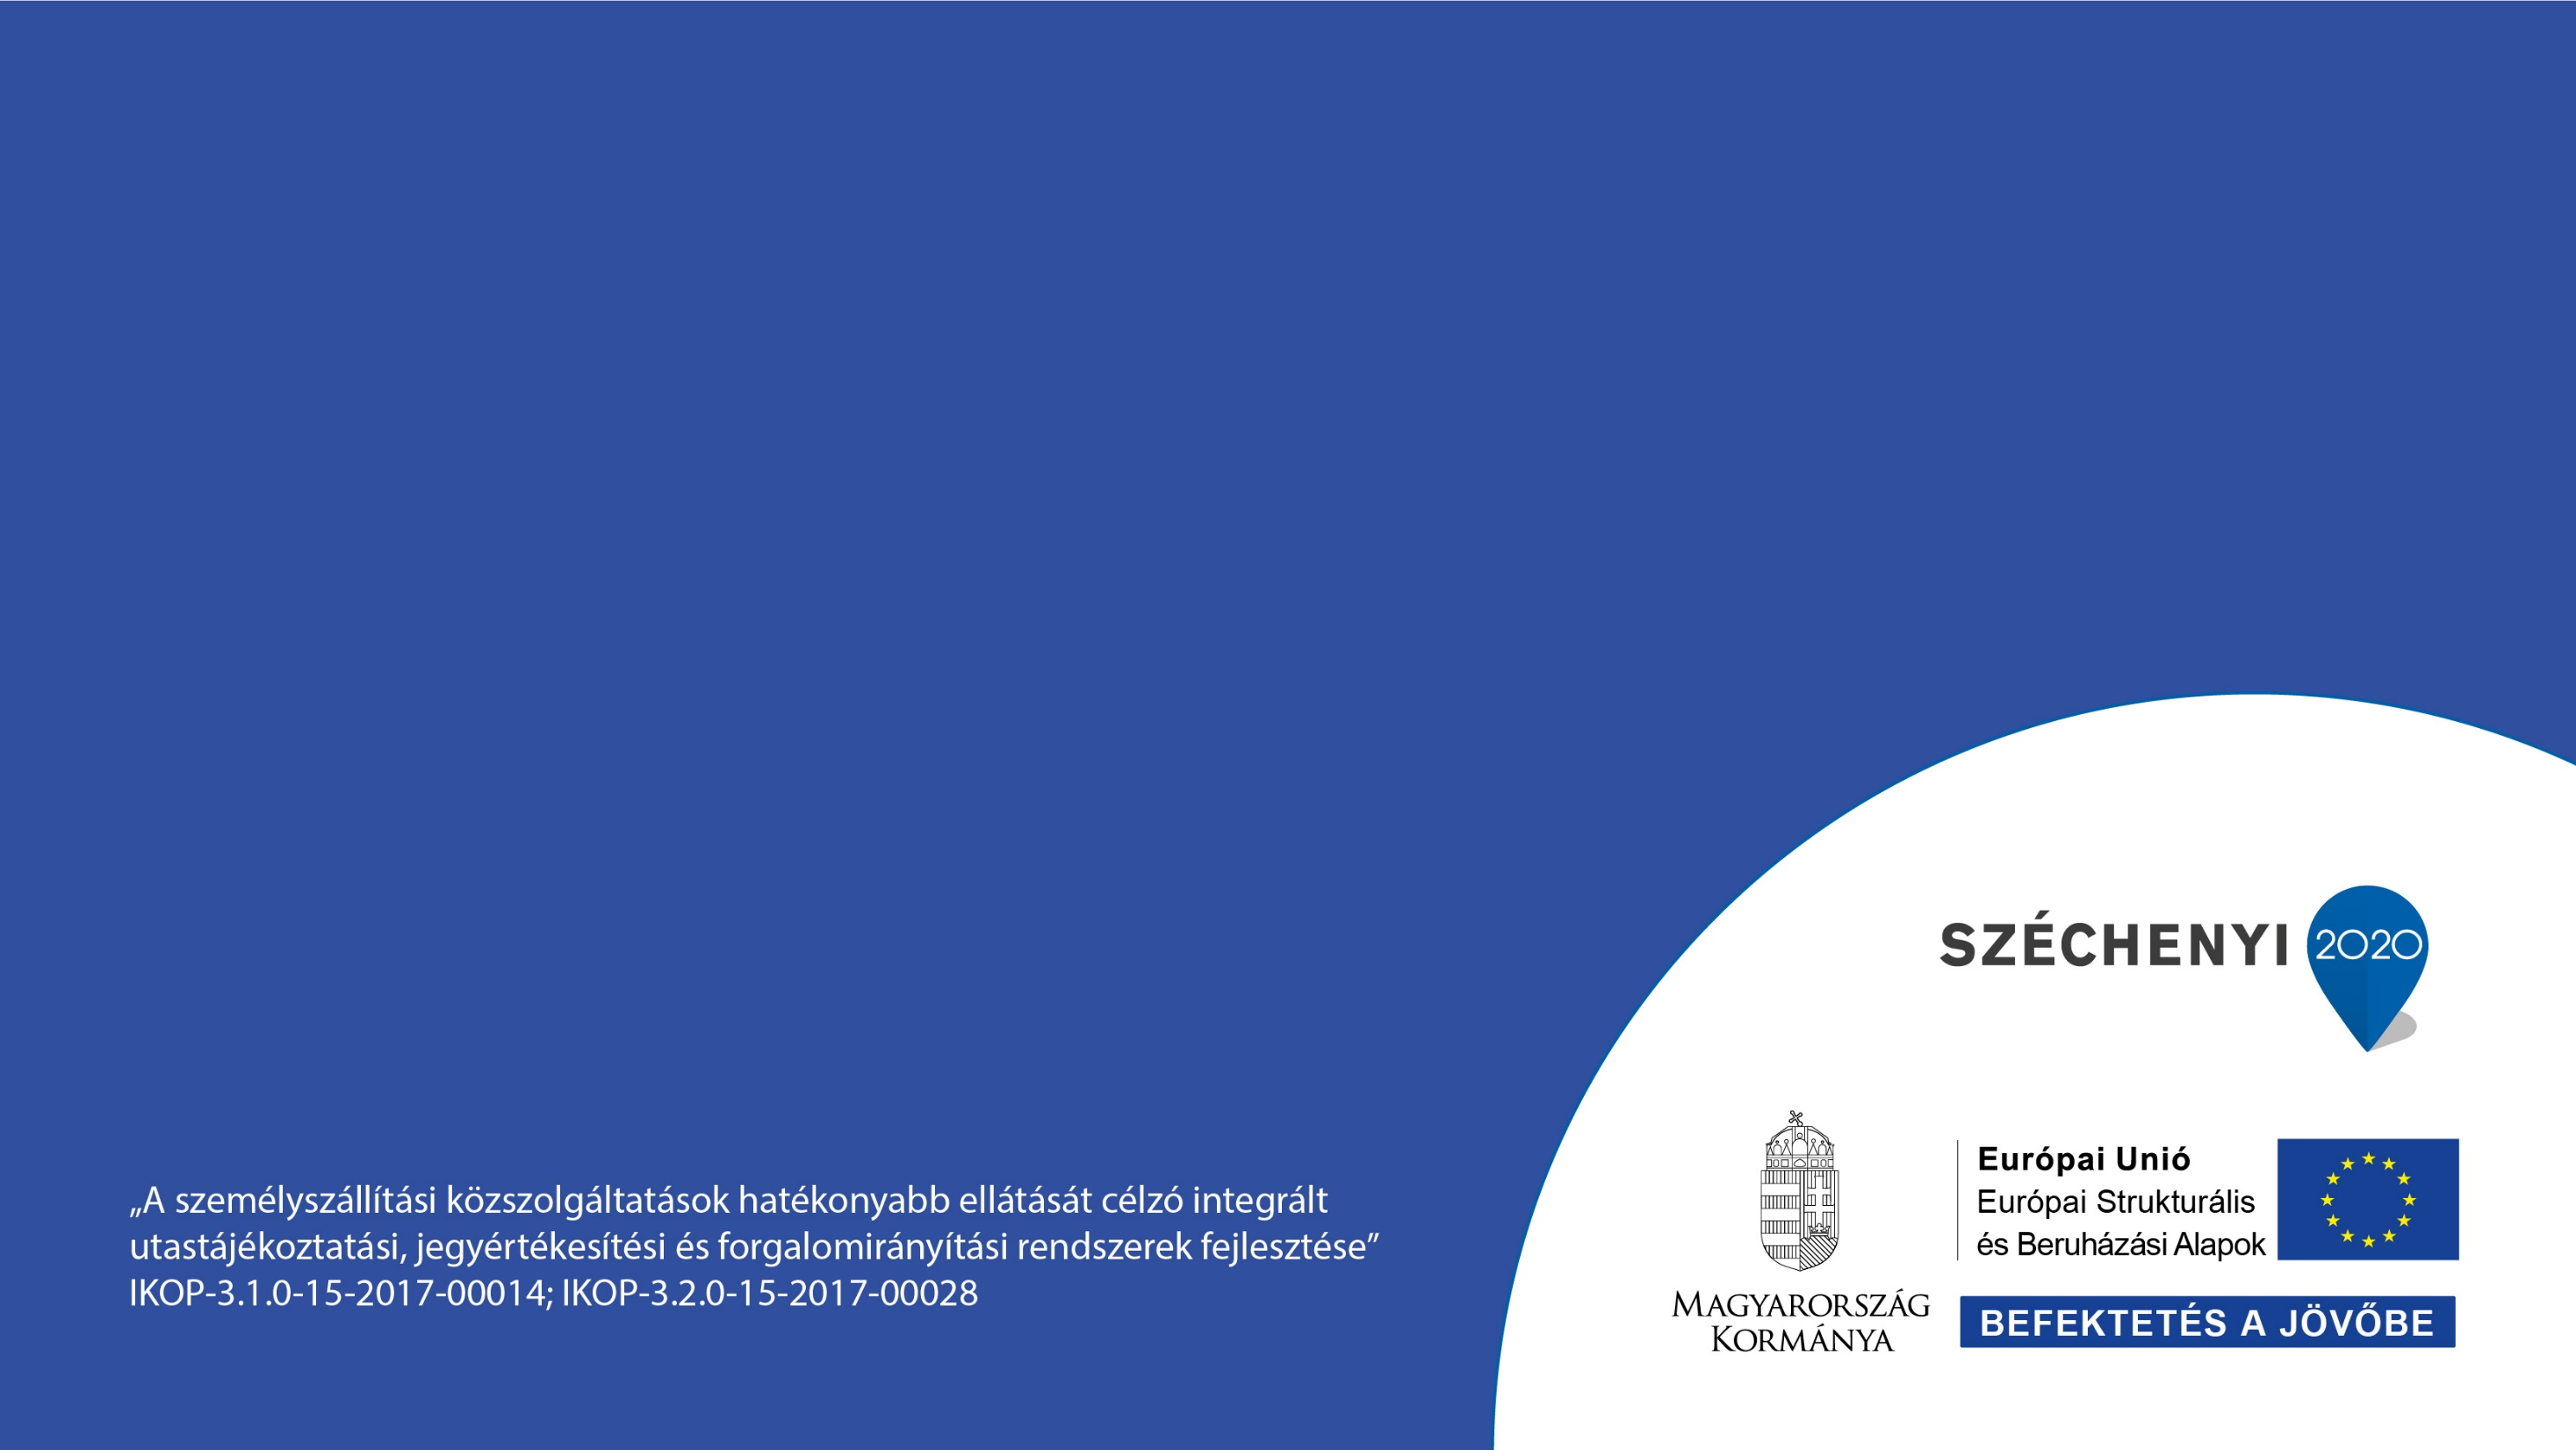 SZÉCHENYI 2020
„A személyszállítási közszolgáltatások hatékonyabb ellátását célzó integrált
utastájékoztatási, jegyértékesítési és forgalomirányítási rendszerek fejlesztése”
IKOP-3.1.0-15-2017-00014; IKOP-3.2.0-15-2017-00028
MAGYARORSZÁG
KORMÁNYA
Európai Unió
Európai Strukturális
és Beruházási Alapok
BEFEKTETÉS A JÖVŐBE